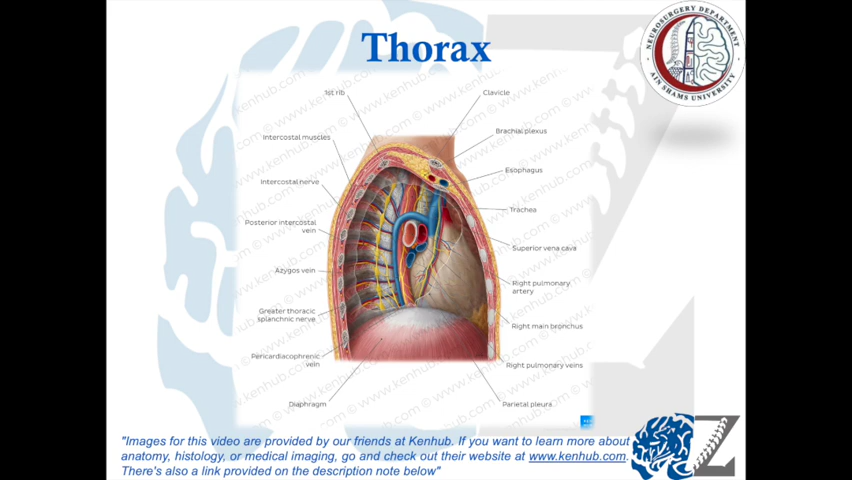 Thorax
NEUROSURGERY DEPARTMENT
AIN SHAMS UNIVERSITY
1st rib
Clavicle
Intercostal muscles
Brachial plexus
Esophagus
Intercostal nerve
Trachea
Posterior intercostal
vein
Superior vena cava
Azygos vein
Right pulmonary
artery
Greater thoracic
splanchnic nerve
Right main bronchus
Pericardiacophrenic
vein
Right pulmonary veins
Diaphragm
Parietal pleura
"Images for this video are provided by our friends at Kenhub. If you want to learn more about
anatomy, histology, or medical imaging, go and check out their website at www.kenhub.com.
There's also a link provided on the description note below"